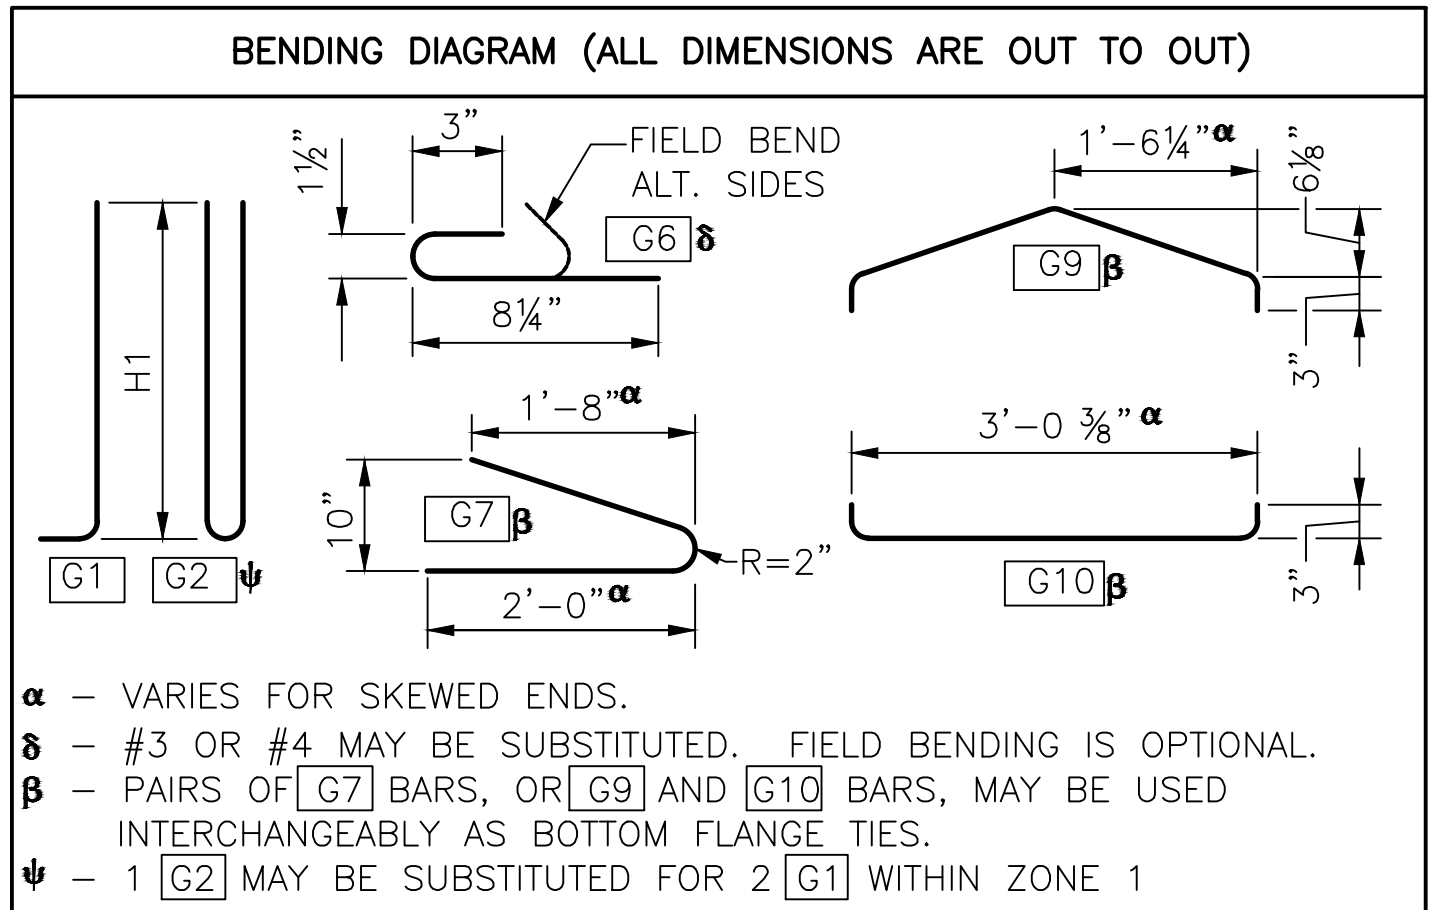 BENDING DIAGRAM (ALL DIMENSIONS ARE OUT TO OUT)
3"
1½"
FIELD BEND
ALT. SIDES
G6 δ
8¼"
H1
G1
G2 ψ
1'-8" α
10"
G7 β
R=2"
2'-0" α
1'-6¼" α
6⅛"
G9 β
3"
3'-0 ⅜" α
G10 β
3"
α - VARIES FOR SKEWED ENDS.
δ - #3 OR #4 MAY BE SUBSTITUTED. FIELD BENDING IS OPTIONAL.
β - PAIRS OF G7 BARS, OR G9 AND G10 BARS, MAY BE USED
INTERCHANGEABLY AS BOTTOM FLANGE TIES.
ψ - 1 G2 MAY BE SUBSTITUTED FOR 2 G1 WITHIN ZONE 1